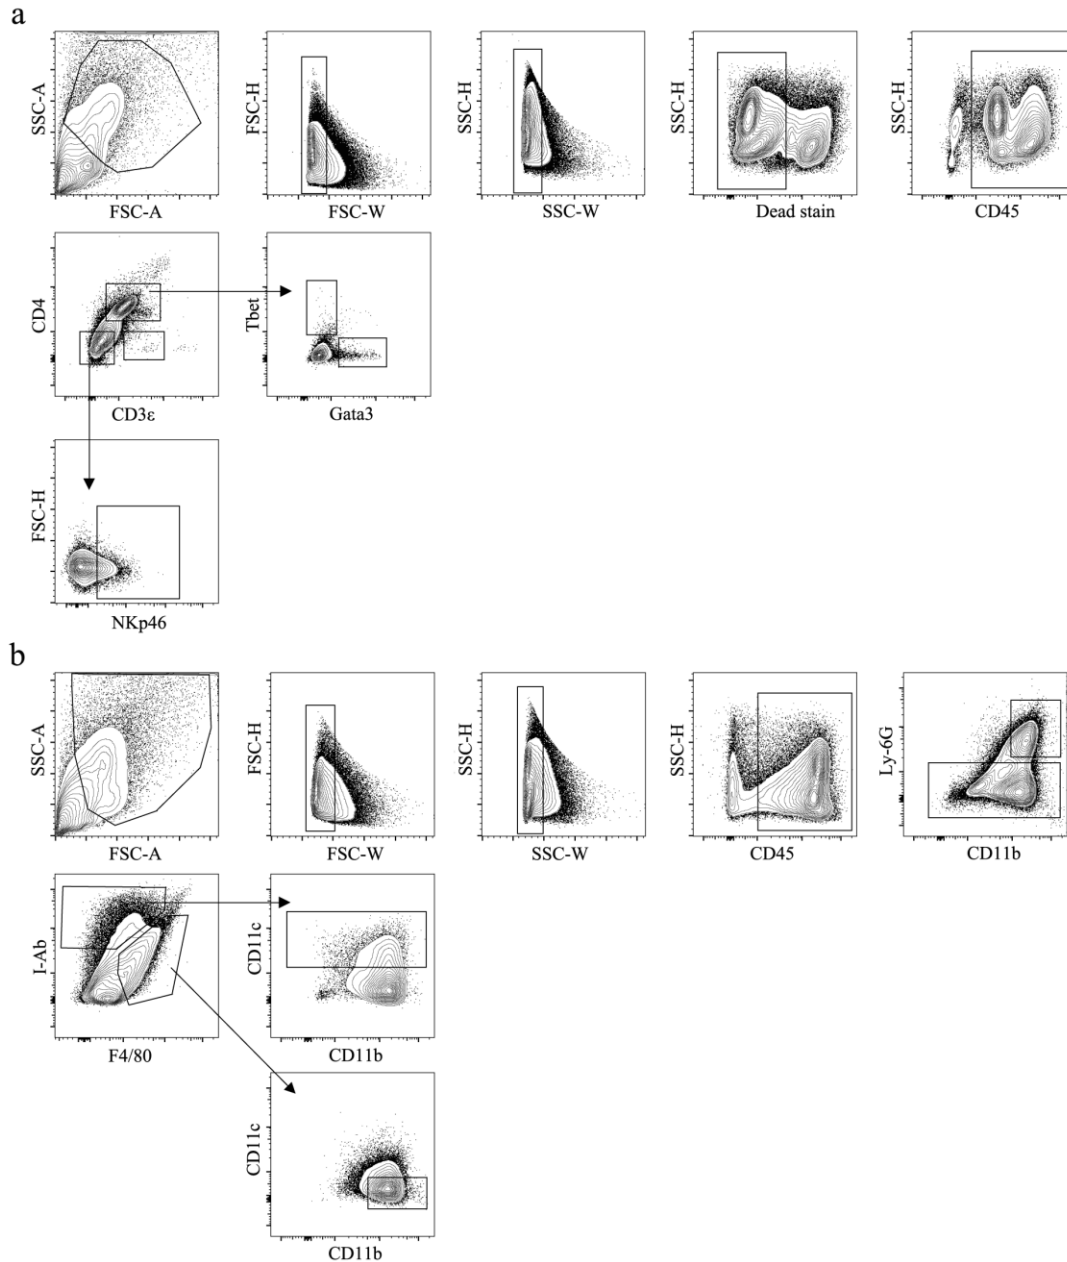 a
SSC-A
FSC-A
FSC-H
FSC-W
SSC-H
SSC-W
SSC-H
Dead stain
SSC-H
CD45
CD4
CD3ε
Tbet
Gata3
FSC-H
NKp46
b
SSC-A
FSC-A
FSC-H
FSC-W
SSC-H
SSC-W
SSC-H
CD45
Ly-6G
CD11b
I-Ab
F4/80
CD11c
CD11b
CD11c
CD11b